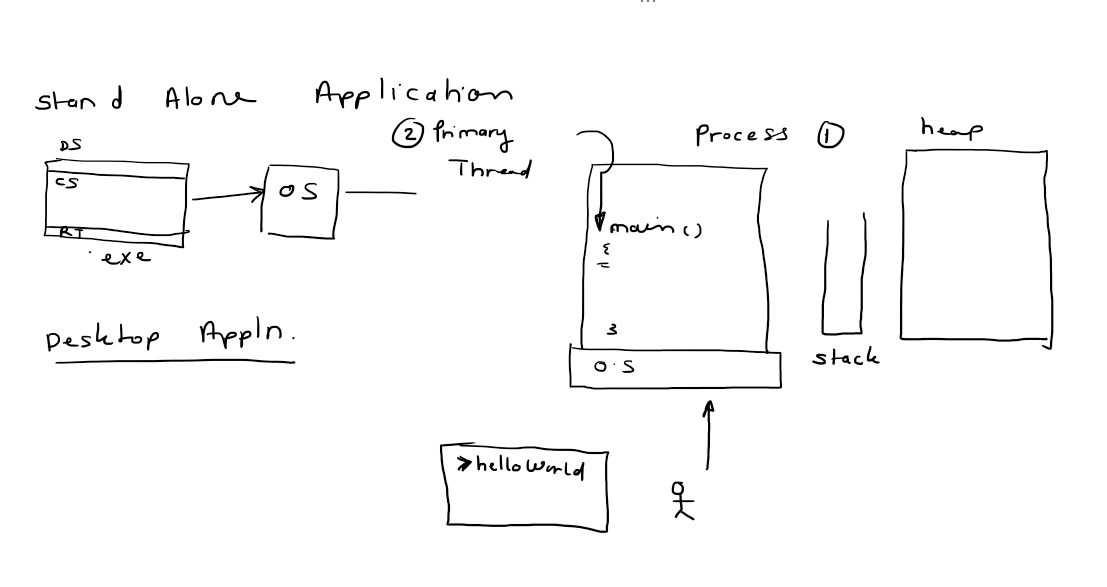 Stand Alone Application
② Primary
Thread
Process ①
heap
DS
CS
RT
.exe
OS
main()
{
}
O.S
stack
Desktop Appln.
>helloWorld